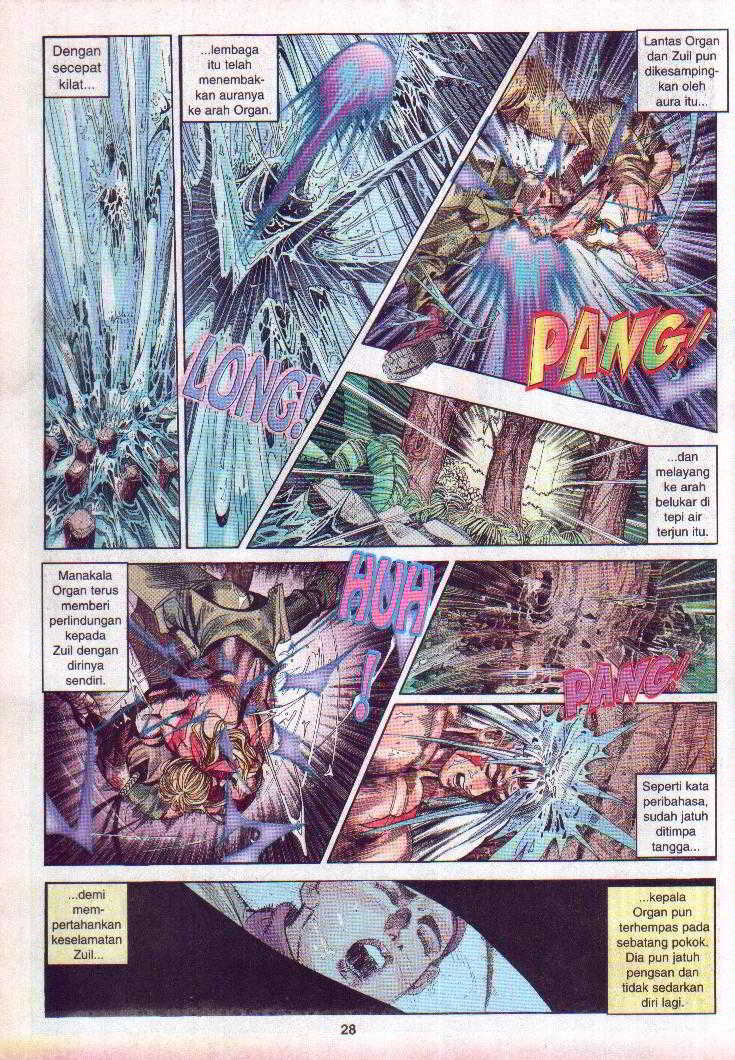 Dengan
secepat
kilat...
...lembaga
itu telah
menembak-
kan auranya
ke arah Organ.
Lantas Organ
dan Zuil pun
dikesamping-
kan oleh
aura itu...
LONG!
PANG!
...dan
melayang
ke arah
belukar di
tepi air
terjun itu.
Manakala
Organ terus
memberi
perlindungan
kepada
Zuil dengan
dirinya
sendiri.
HUH
!
PANG!
Seperti kata
peribahasa,
sudah jatuh
ditimpa
tangga...
...demi
mem-
pertahankan
keselamatan
Zuil...
...kepala
Organ pun
terhempas pada
sebatang pokok.
Dia pun jatuh
pengsan dan
tidak sedarkan
diri lagi.
28